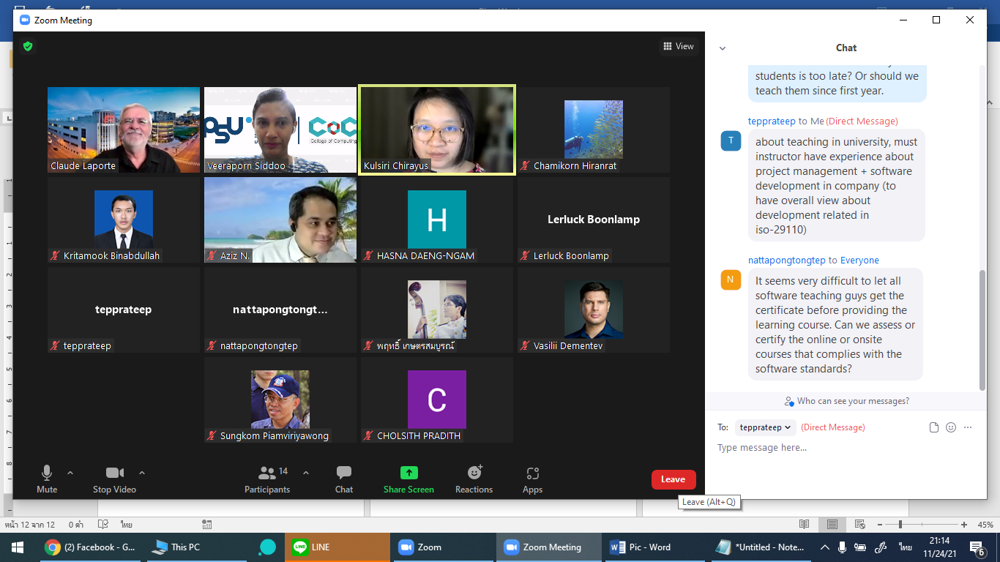 Zoom Meeting
View
PSU
CoC
College of Computing
Claude Laporte
Veeraporn Siddoo
Kulsiri Chirayus
Chamikorn Hiranrat
Kritamook Binabdullah
Aziz N.
H
HASNA DAENG-NGAM
Lerluck Boonlamp
Lerluck Boonlamp
tepprateep
tepprateep
nattapongtongt...
nattapongtongtep
พฤทธิ์ เกษตรสมบูรณ์
Vasilii Dementev
Sungkom Piamviriyawong
C
CHOLSITH PRADITH
Mute
Stop Video
14
Participants
Chat
Share Screen
Reactions
Apps
Leave
Leave (Alt+Q)
Chat
students is too late? Or should we
teach them since first year.
tepprateep to Me (Direct Message)
T
about teaching in university, must
instructor have experience about
project management + software
development in company (to
have overall view about
development related in
iso-29110)
nattapongtongtep to Everyone
N
It seems very difficult to let all
software teaching guys get the
certificate before providing the
learning course. Can we assess or
certify the online or onsite
courses that complies with the
software standards?
Who can see your messages?
To: tepprateep (Direct Message)
Type message here...
หน้า 12 จาก 12
0 คำ
ไทย
45%
(2) Facebook - G...
This PC
LINE
Zoom
Zoom Meeting
Pic - Word
*Untitled - Note...
ไทย
21:14
11/24/21
6